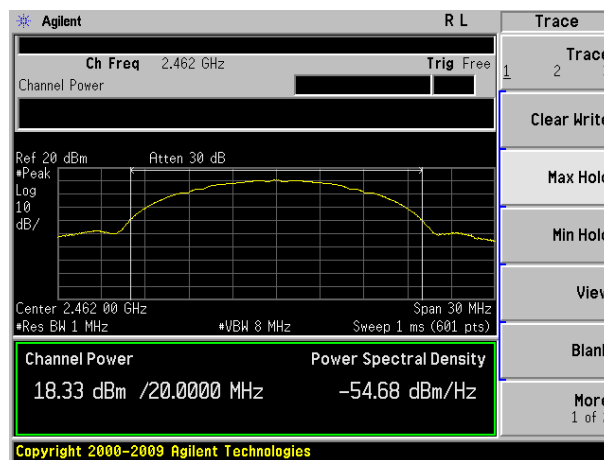 Agilent R L Trace
Ch Freq 2.462 GHz Trig Free
Channel Power
Trace
1 2
Clear Write
Max Hold
Min Hold
View
Blank
More
1 of
Ref 20 dBm Atten 30 dB
#Peak
Log
10
dB/
Center 2.462 00 GHz Span 30 MHz
#Res BW 1 MHz #VBW 8 MHz Sweep 1 ms (601 pts)
Channel Power Power Spectral Density
18.33 dBm /20.0000 MHz -54.68 dBm/Hz
Copyright 2000-2009 Agilent Technologies